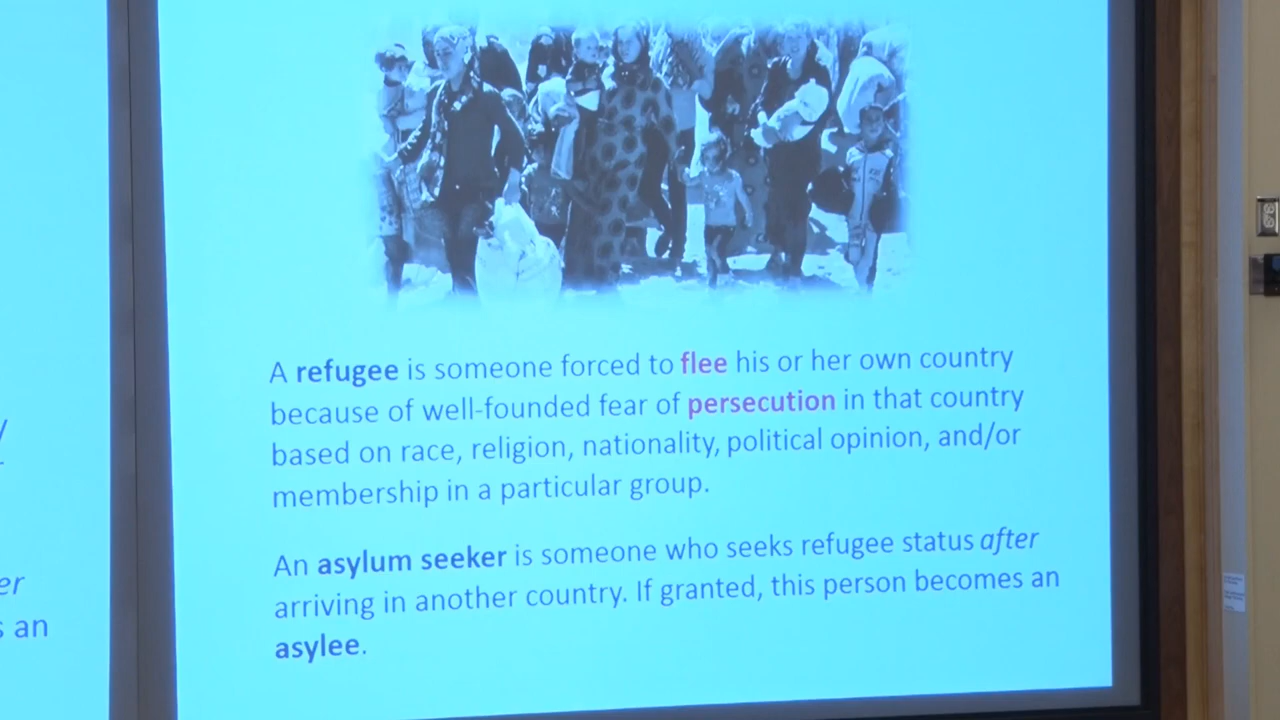 A refugee is someone forced to flee his or her own country
because of well-founded fear of persecution in that country
based on race, religion, nationality, political opinion, and/or
membership in a particular group.
An asylum seeker is someone who seeks refugee status after
arriving in another country. If granted, this person becomes an
asylee.
er
s an